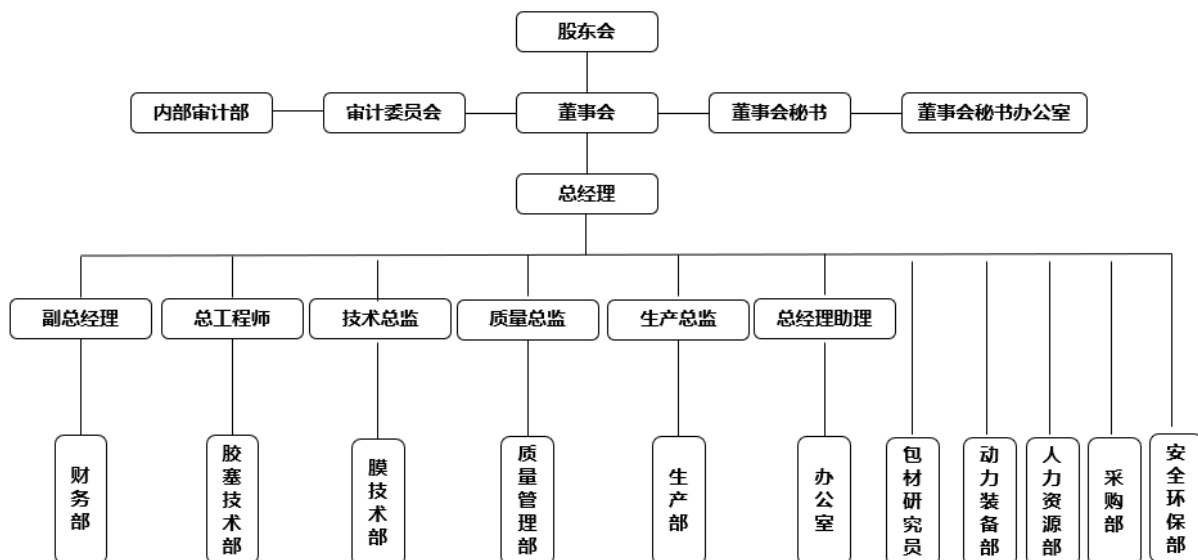 股东会
内部审计部
审计委员会
董事会
董事会秘书
董事会秘书办公室
总经理
副总经理
总工程师
技术总监
质量总监
生产总监
总经理助理
财务部
胶塞技术部
膜技术部
质量管理部
生产部
办公室
包材研究员
动力装备部
人力资源部
采购部
安全环保部